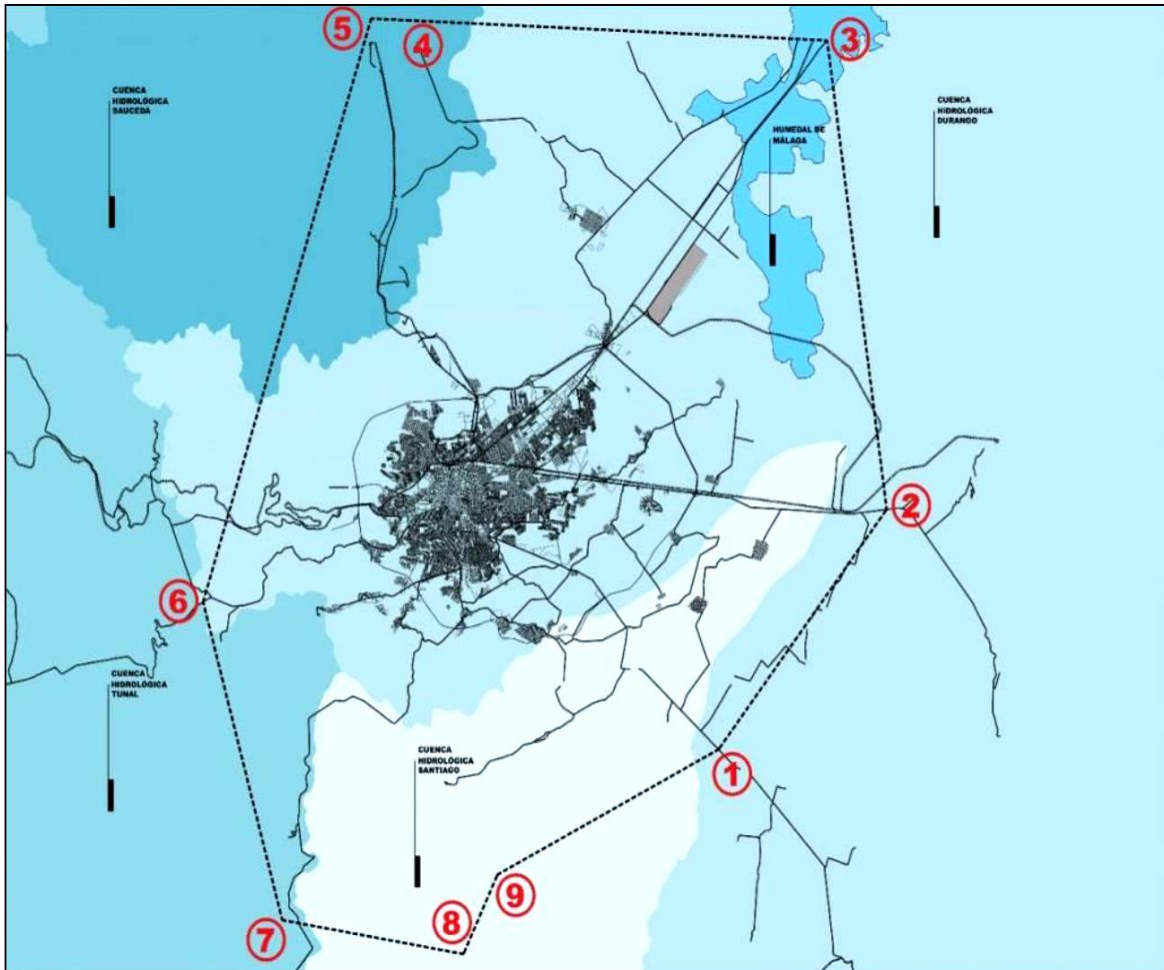 5
4
3
CUENCA
HIDROLÓGICA
SAUCEDA
CUENCA
HIDROLÓGICA
DURANGO
HUMEDAL DE
MÁLAGA
2
6
CUENCA
HIDROLÓGICA
TUNAL
CUENCA
HIDROLÓGICA
SANTIAGO
1
9
8
7